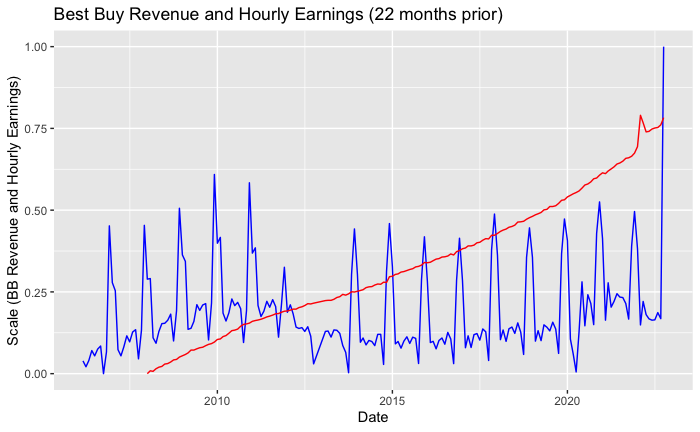 Best Buy Revenue and Hourly Earnings (22 months prior)
Scale (BB Revenue and Hourly Earnings)
1.00
0.75
0.50
0.25
0.00
2010 2015 2020
Date